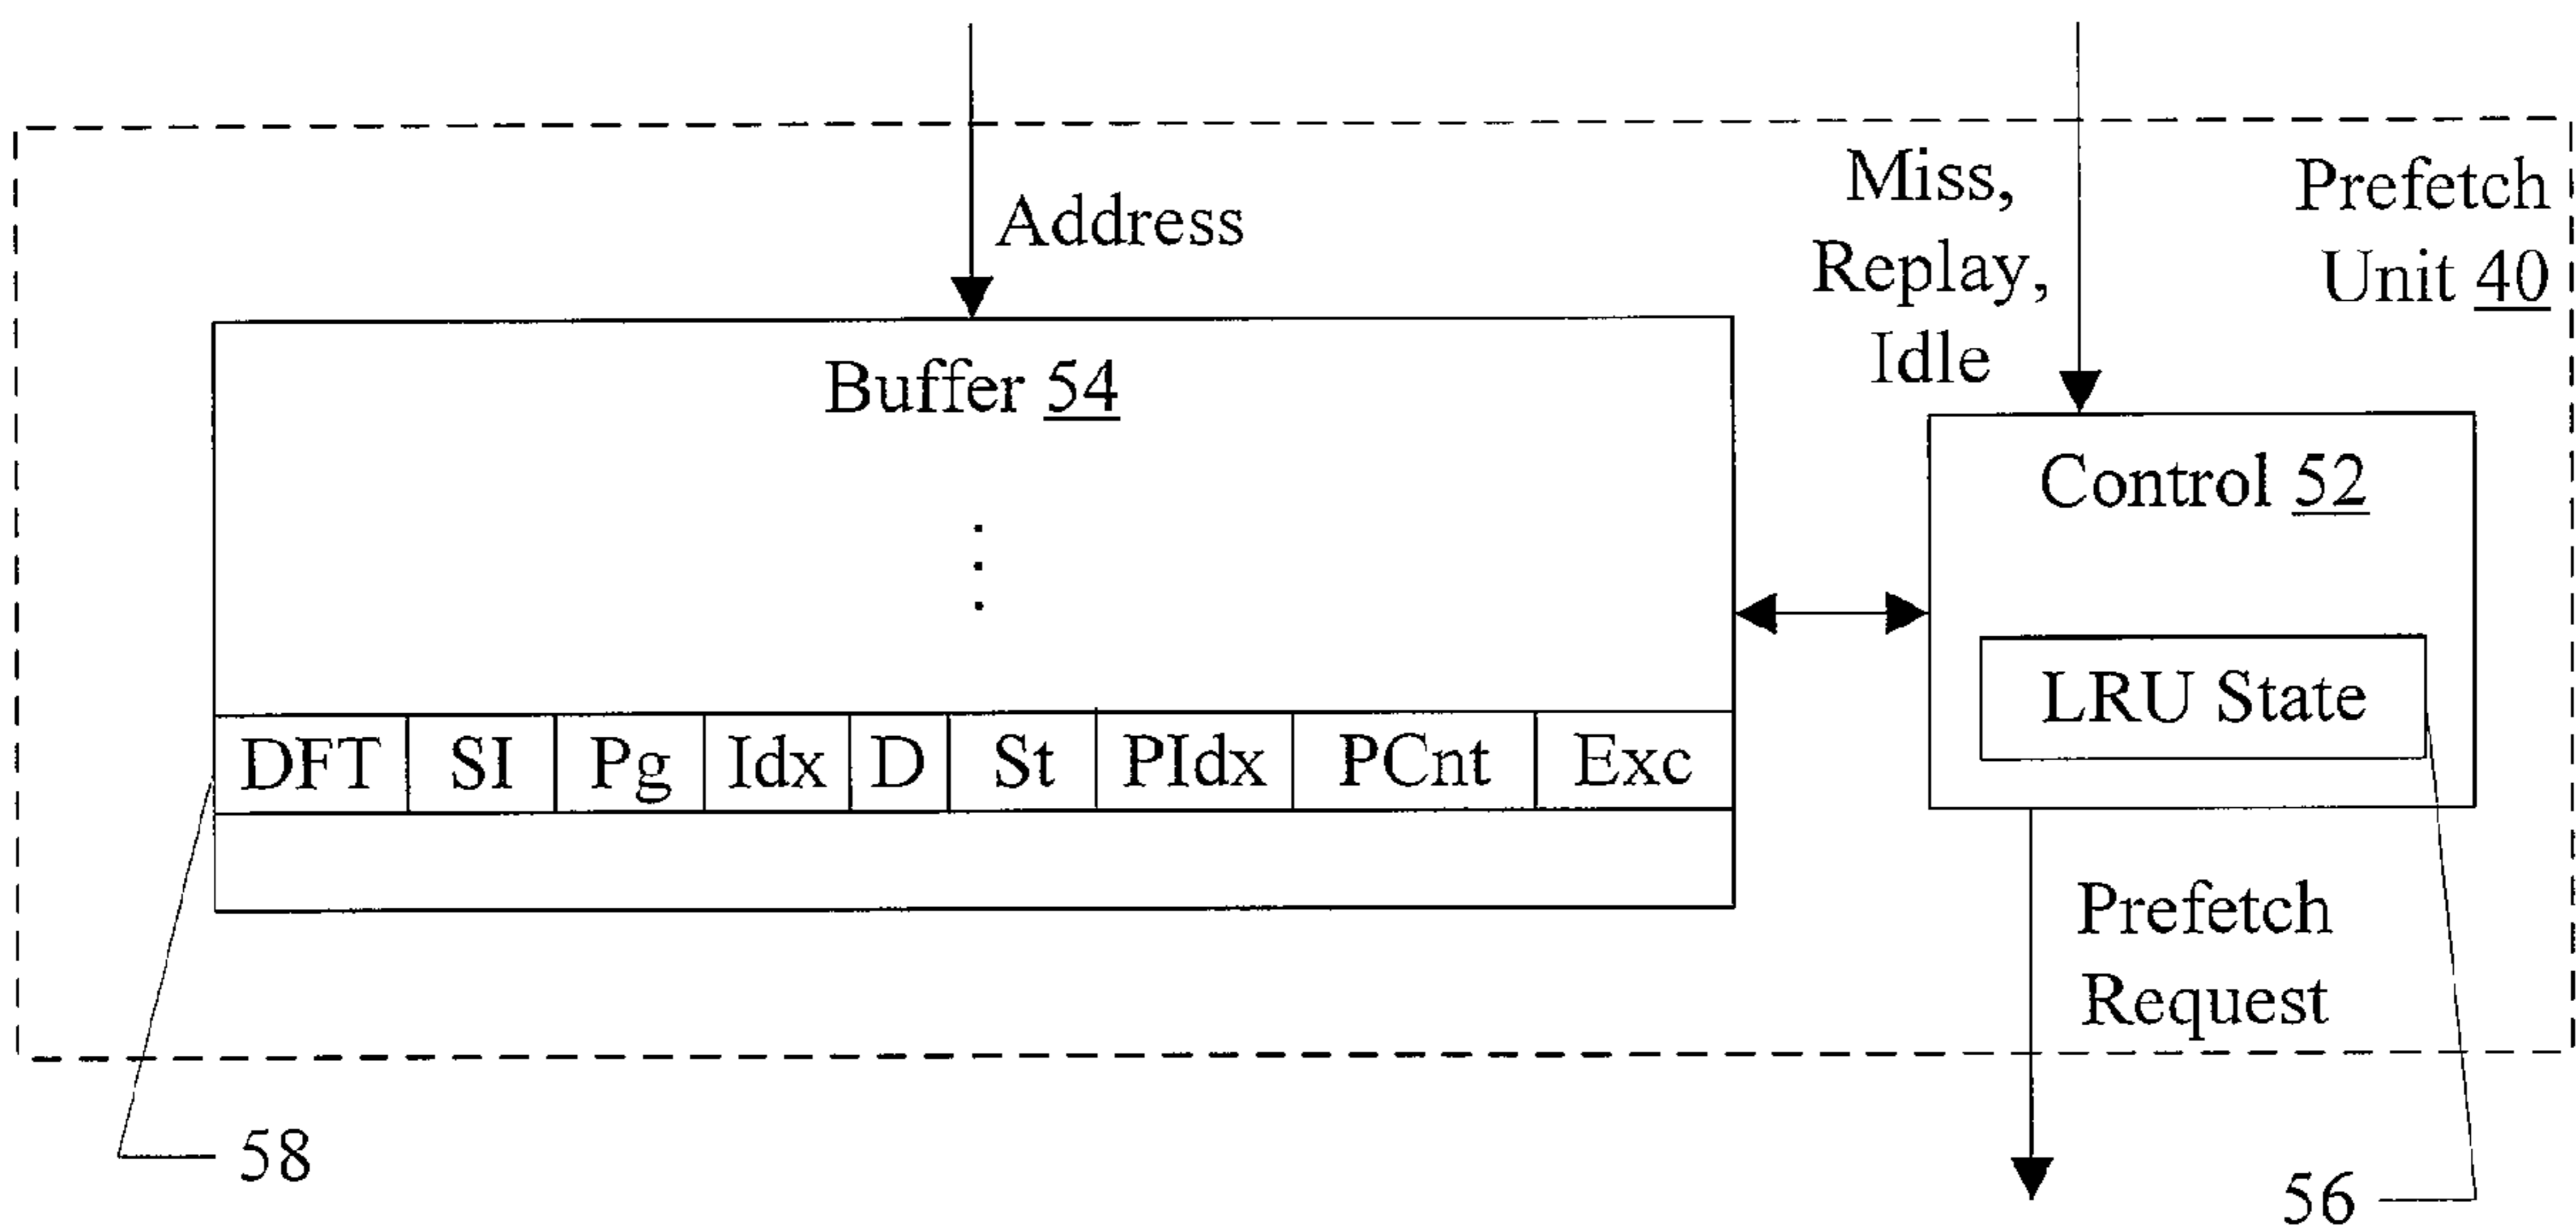 Address
Miss,
Replay,
Idle
Prefetch
Unit 40
Buffer 54
Control 52
LRU State
DFT SI Pg Idx D St PIdx PCnt Exc
Prefetch
Request
58
56